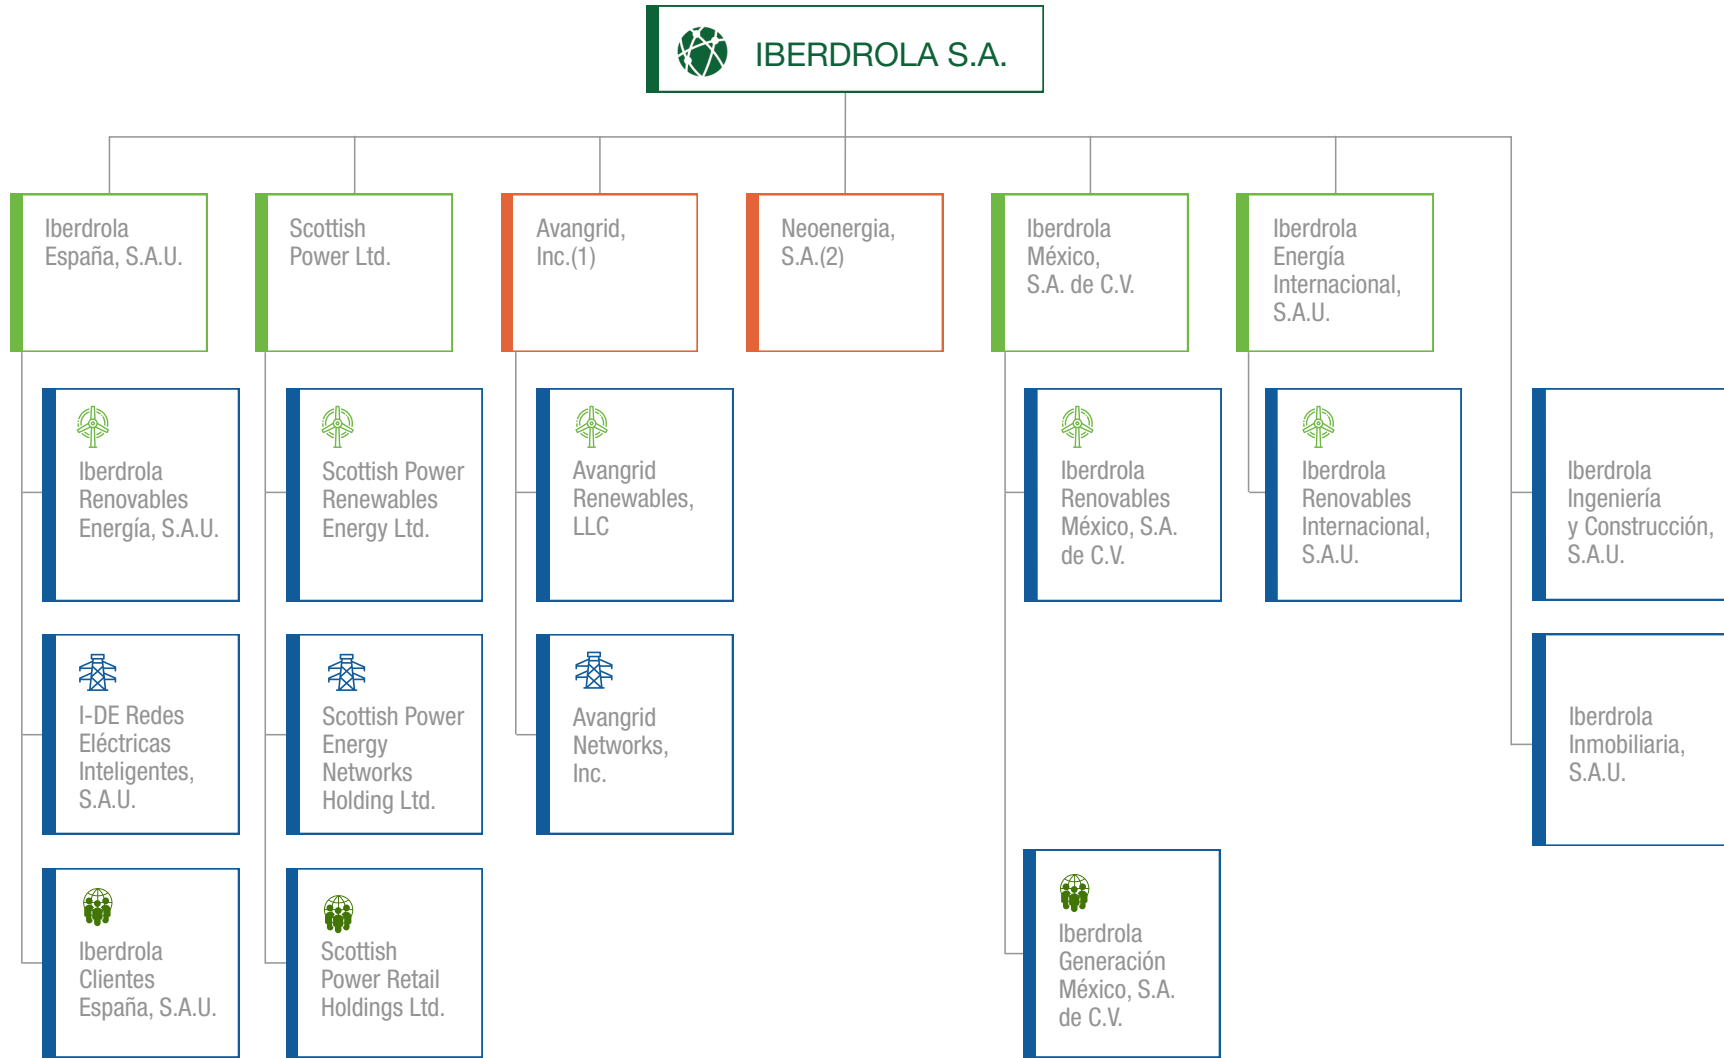 IBERDROLA S.A.
Iberdrola
España, S.A.U.
Scottish
Power Ltd.
Avangrid,
Inc.(1)
Neoenergia,
S.A.(2)
Iberdrola
México,
S.A. de C.V.
Iberdrola
Energía
Internacional,
S.A.U.
Iberdrola
Renovables
Energía, S.A.U.
Scottish Power
Renewables
Energy Ltd.
Avangrid
Renewables,
LLC
Iberdrola
Renovables
México, S.A.
de C.V.
Iberdrola
Renovables
Internacional,
S.A.U.
Iberdrola
Ingeniería
y Construcción,
S.A.U.
I-DE Redes
Eléctricas
Inteligentes,
S.A.U.
Scottish Power
Energy
Networks
Holding Ltd.
Avangrid
Networks,
Inc.
Iberdrola
Inmobiliaria,
S.A.U.
Iberdrola
Clientes
España, S.A.U.
Scottish
Power Retail
Holdings Ltd.
Iberdrola
Generación
México, S.A.
de C.V.